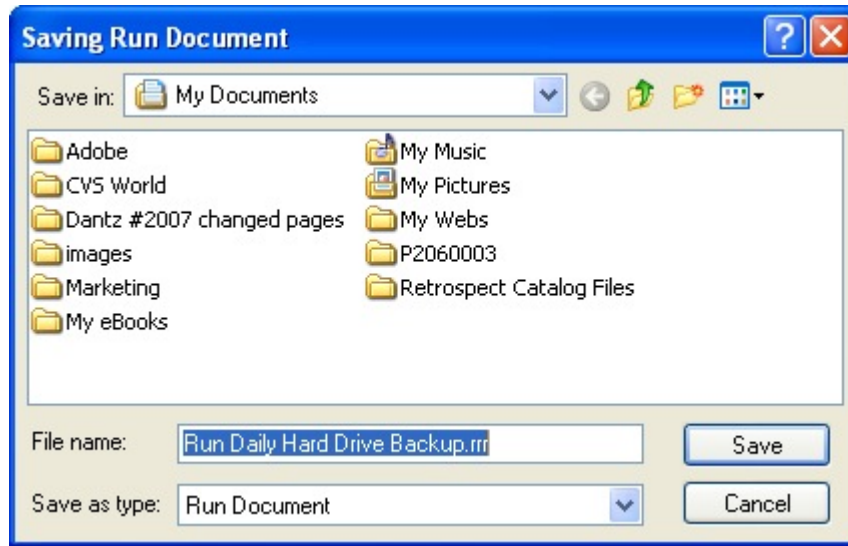 Saving Run Document
Save in: My Documents
Adobe
CVS World
Dantz #2007 changed pages
images
Marketing
My eBooks
My Music
My Pictures
My Webs
P2060003
Retrospect Catalog Files
File name: Run Daily Hard Drive Backup.rrr
Save
Save as type: Run Document
Cancel